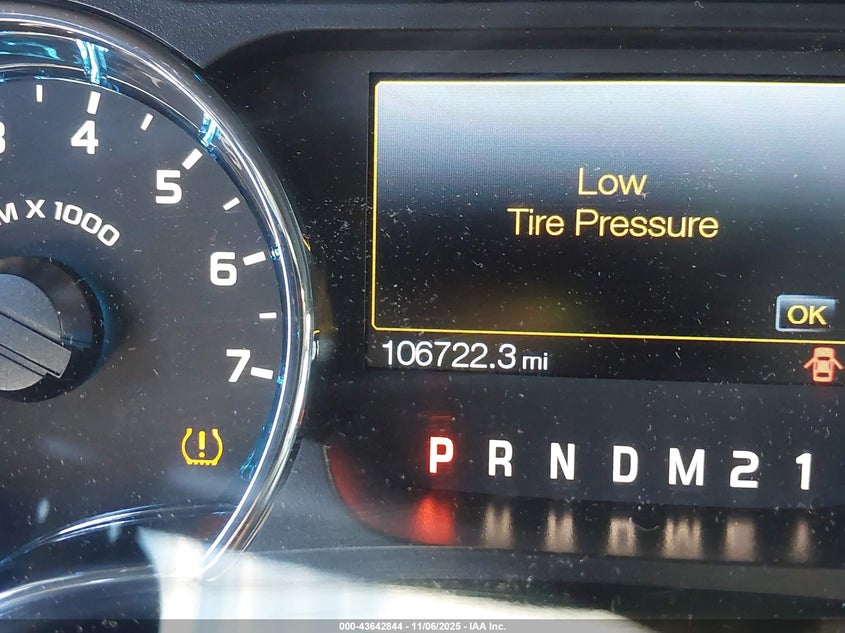 4
5
6
7
X 1000
Low
Tire Pressure
OK
106722.3 mi
P R N D M 2 1
000-43642844 - 11/06/2025 - IAA Inc.